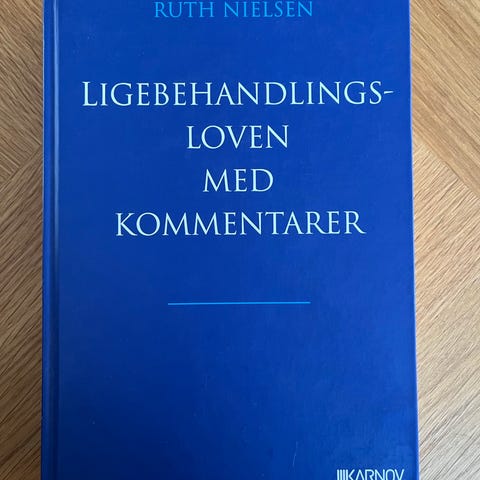 RUTH NIELSEN
LIGEBEHANDLINGS-
LOVEN
MED
KOMMENTARER
KARNOV